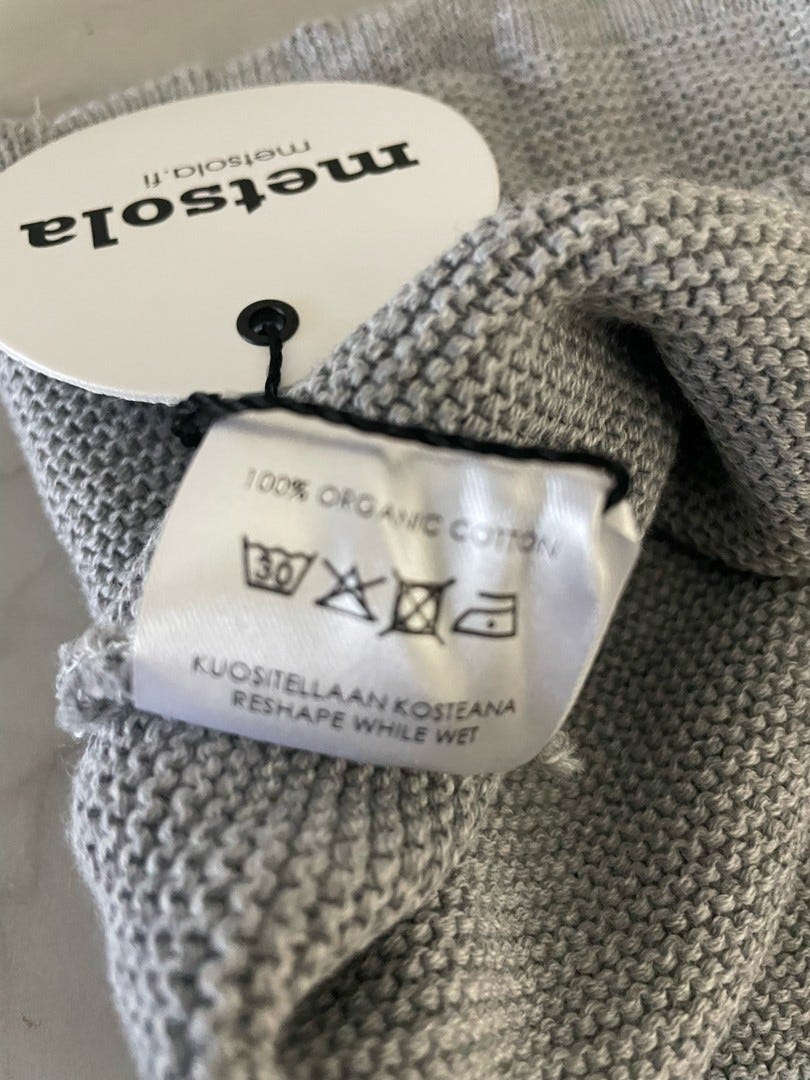 metsola
metsola.fi
100% ORGANIC COTTON
30
KUOSITELLAAN KOSTEANA
RESHAPE WHILE WET